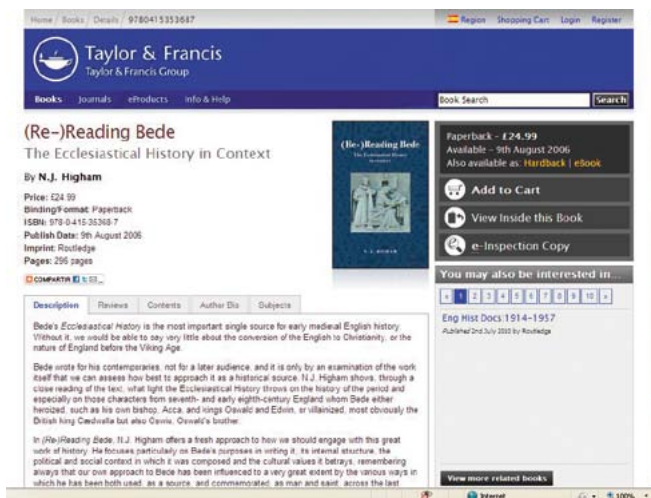 Home / Books / Details / 9780415353687
Region Shopping Cart Login Register
Taylor & Francis
Taylor & Francis Group
Books Journals eProducts Info & Help
Book Search Search
(Re-)Reading Bede
The Ecclesiastical History in Context
By N.J. Higham
Price: £24.99
Binding/Format: Paperback
ISBN: 978-0-415-35368-7
Publish Date: 9th August 2006
Imprint: Routledge
Pages: 296 pages
COMPARTIR
(Re-)Reading Bede
The Ecclesiastical History
in Context
N. J. HIGHAM
Paperback - £24.99
Available - 9th August 2006
Also available as: Hardback | eBook
Add to Cart
View Inside this Book
e-Inspection Copy
You may also be interested in...
« 1 2 3 4 5 6 7 8 9 10 »
Eng Hist Docs:1914-1957
Published 2nd July 2010 by Routledge
View more related books
Description Reviews Contents Author Bio Subjects
Bede's Ecclesiastical History is the most important single source for early medieval English history.
Without it, we would be able to say very little about the conversion of the English to Christianity, or the
nature of England before the Viking Age.
Bede wrote for his contemporaries, not for a later audience, and it is only by an examination of the work
itself that we can assess how best to approach it as a historical source. N.J. Higham shows, through a
close reading of the text, what light the Ecclesiastical History throws on the history of the period and
especially on those characters from seventh- and early eighth-century England whom Bede either
heroized, such as his own bishop, Acca, and kings Oswald and Edwin, or villainized, most obviously the
British king Cædwalla but also Oswiu, Oswald's brother.
In (Re-)Reading Bede, N.J. Higham offers a fresh approach to how we should engage with this great
work of history. He focuses particularly on Bede's purposes in writing it, its internal structure, the
political and social context in which it was composed and the cultural values it betrays, remembering
always that our own approach to Bede has been influenced to a very great extent by the various ways in
which he has been both used, as a source, and commemorated, as man and saint, across the last
Internet 100%